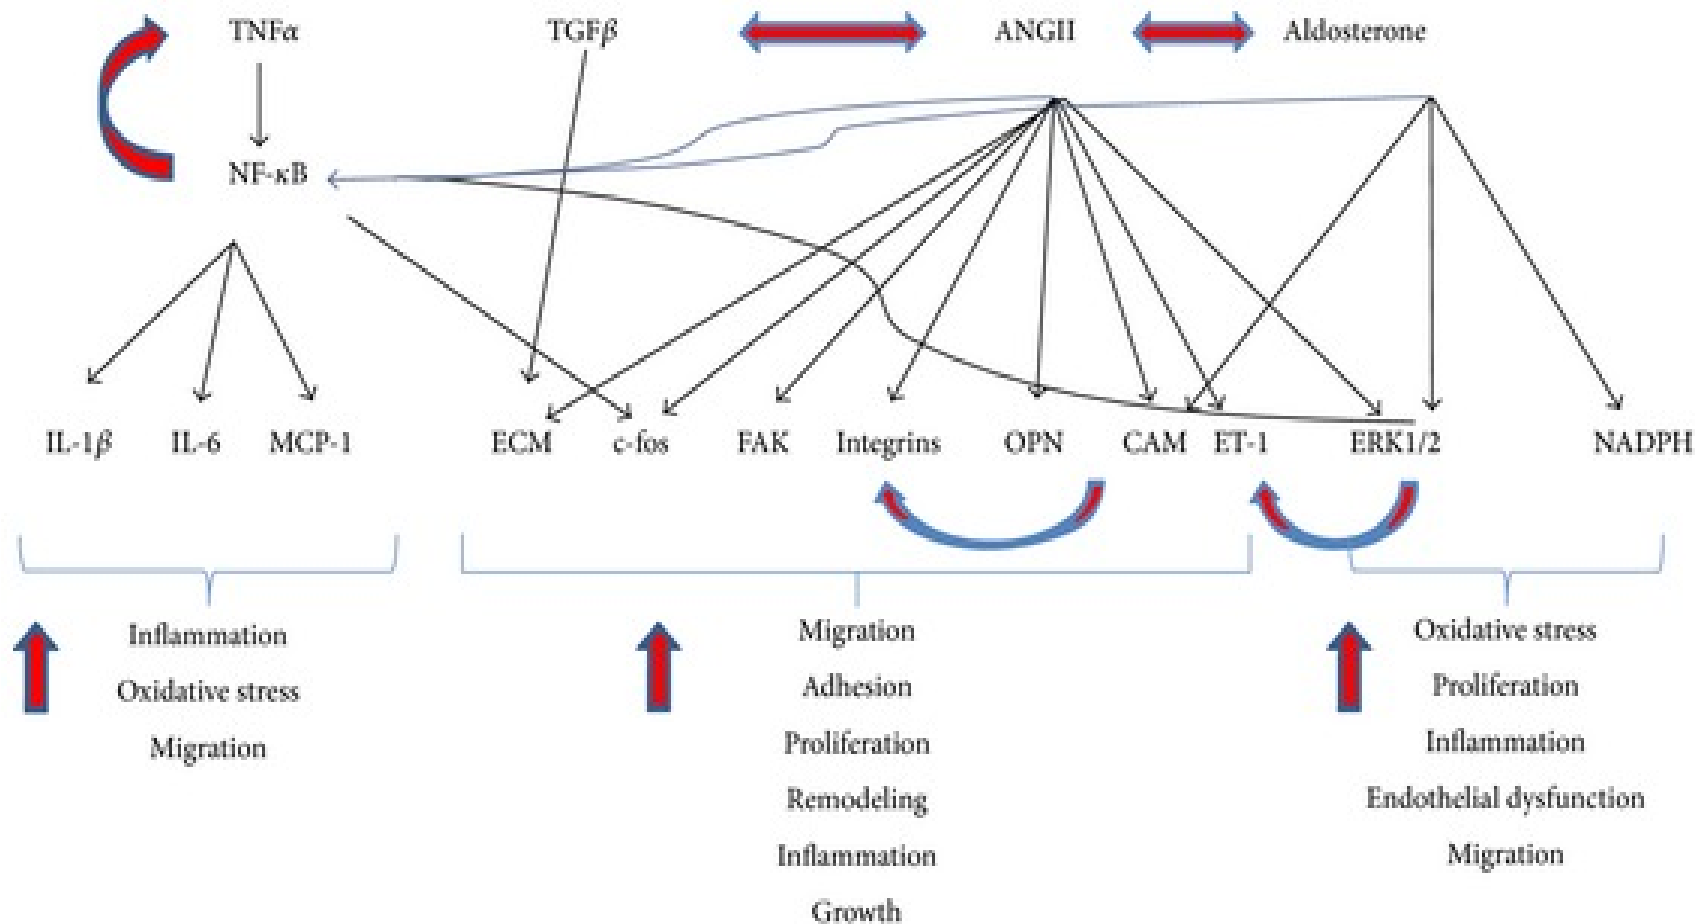 TNFα TGFβ ANGII Aldosterone
NF-κB
IL-1β IL-6 MCP-1 ECM c-fos FAK Integrins OPN CAM ET-1 ERK1/2 NADPH
Inflammation
Oxidative stress
Migration
Migration
Adhesion
Proliferation
Remodeling
Inflammation
Growth
Oxidative stress
Proliferation
Inflammation
Endothelial dysfunction
Migration